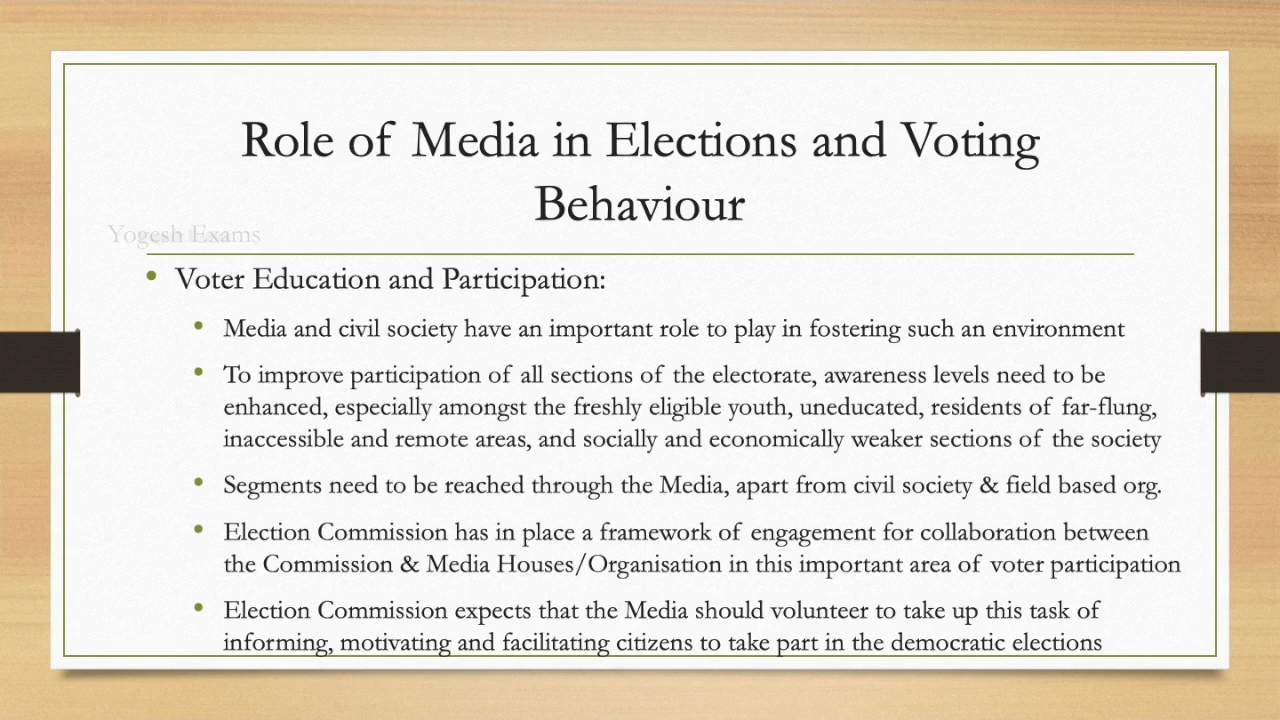 Role of Media in Elections and Voting
Behaviour
Yogesh Exams
• Voter Education and Participation:
• Media and civil society have an important role to play in fostering such an environment
• To improve participation of all sections of the electorate, awareness levels need to be
enhanced, especially amongst the freshly eligible youth, uneducated, residents of far-flung,
inaccessible and remote areas, and socially and economically weaker sections of the society
• Segments need to be reached through the Media, apart from civil society & field based org.
• Election Commission has in place a framework of engagement for collaboration between
the Commission & Media Houses/Organisation in this important area of voter participation
• Election Commission expects that the Media should volunteer to take up this task of
informing, motivating and facilitating citizens to take part in the democratic elections